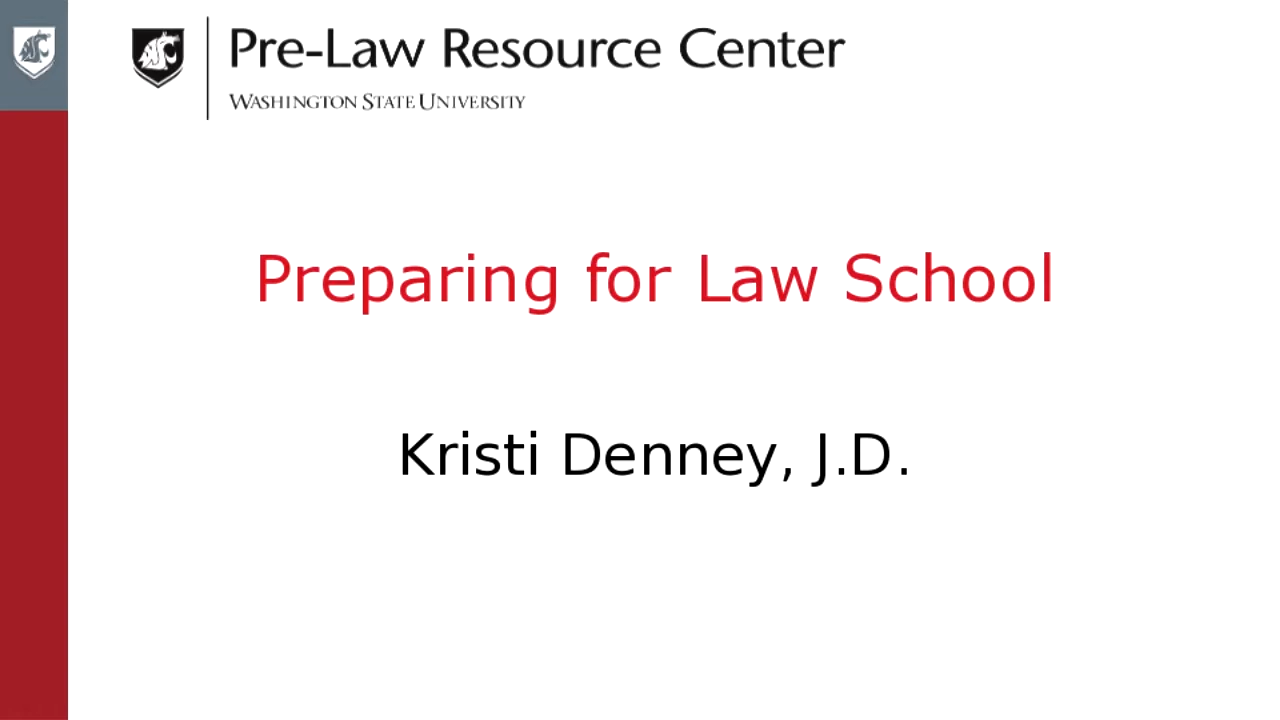 Pre-Law Resource Center
WASHINGTON STATE UNIVERSITY
Preparing for Law School
Kristi Denney, J.D.